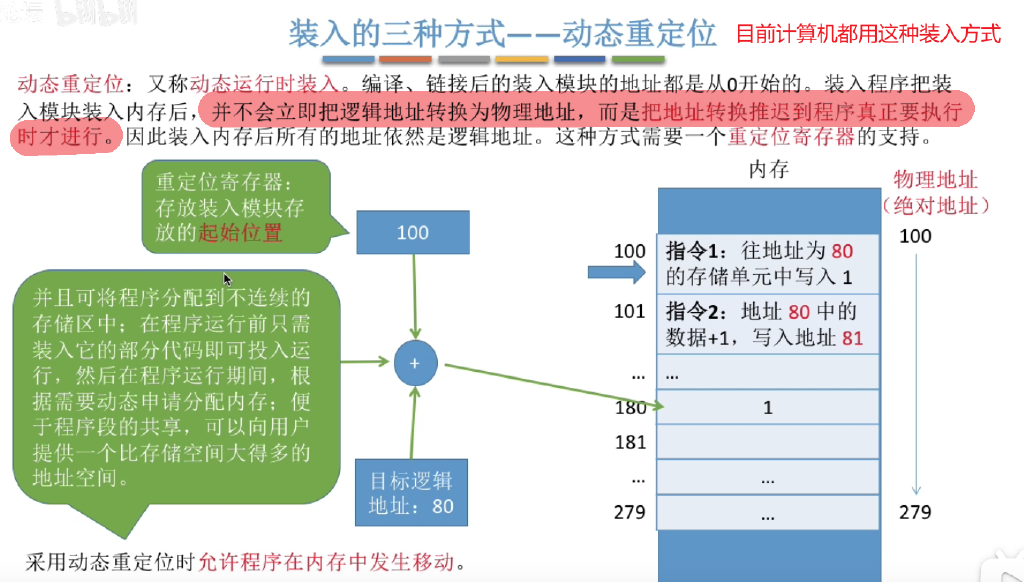 装入的三种方式——动态重定位
目前计算机都用这种装入方式
动态重定位：又称动态运行时装入。编译、链接后的装入模块的地址都是从0开始的。装入程序把装
入模块装入内存后，并不会立即把逻辑地址转换为物理地址，而是把地址转换推迟到程序真正要执行
时才进行。因此装入内存后所有的地址依然是逻辑地址。这种方式需要一个重定位寄存器的支持。
重定位寄存器：
存放装入模块存
放的起始位置
100
并且可将程序分配到不连续的
存储区中；在程序运行前只需
装入它的部分代码即可投入运
行，然后在程序运行期间，根
据需要动态申请分配内存；便
于程序段的共享，可以向用户
提供一个比存储空间大得多的
地址空间。
+
目标逻辑
地址：80
内存
物理地址
（绝对地址）
100
100
指令1：往地址为 80
的存储单元中写入 1
101
指令2：地址 80 中的
数据+1，写入地址 81
...
...
180
1
181
...
...
279
...
279
采用动态重定位时允许程序在内存中发生移动。
bilibili